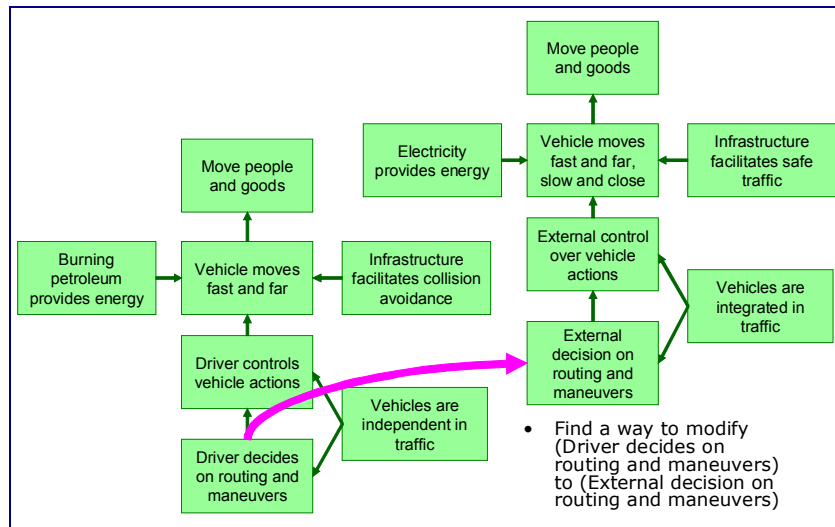 Move people
and goods
Electricity
provides energy
Vehicle moves
fast and far,
slow and close
Infrastructure
facilitates safe
traffic
External control
over vehicle
actions
Vehicles are
integrated in
traffic
External
decision on
routing and
maneuvers
Move people
and goods
Burning
petroleum
provides energy
Vehicle moves
fast and far
Infrastructure
facilitates collision
avoidance
Driver controls
vehicle actions
Vehicles are
independent in
traffic
Driver decides
on routing and
maneuvers
• Find a way to modify
(Driver decides on
routing and maneuvers)
to (External decision on
routing and maneuvers)